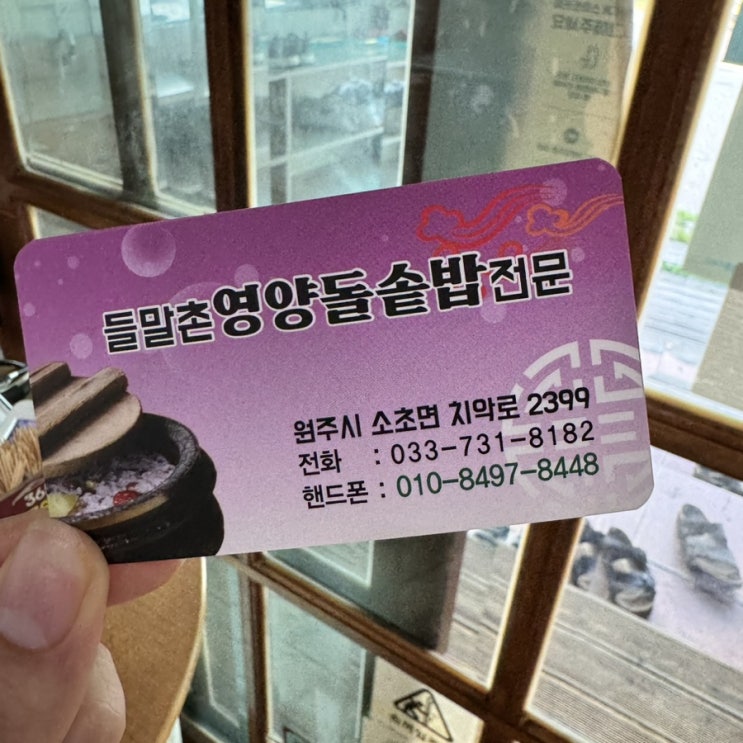 들말촌영양돌솥밥전문
원주시 소초면 치악로 2399
전화 : 033-731-8182
핸드폰 : 010-8497-8448